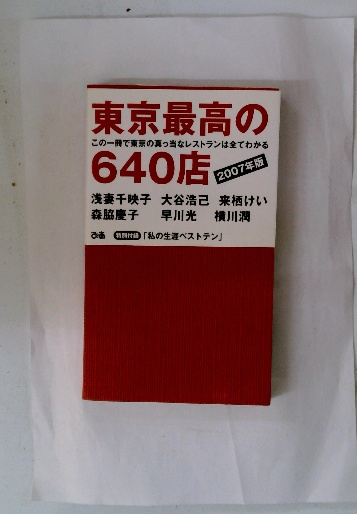 東京最高の
この一冊で東京の真っ当なレストランは全てわかる
640店 2007年版
浅妻千映子 大谷浩己 来栖けい
森脇慶子 早川光 横川潤
ぴあ 特別付録 「私の生涯ベストテン」